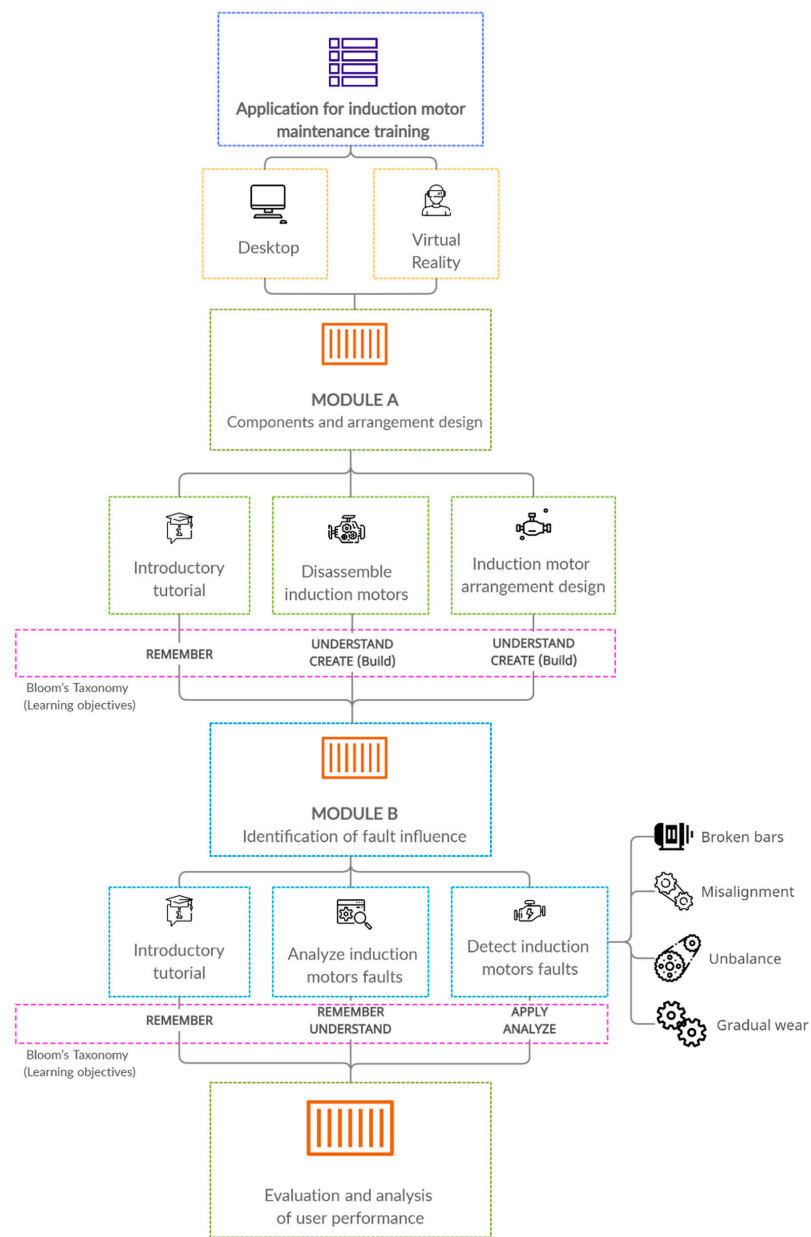 Application for induction motor
maintenance training
Desktop
Virtual
Reality
MODULE A
Components and arrangement design
Introductory
tutorial
Disassemble
induction motors
Induction motor
arrangement design
REMEMBER
UNDERSTAND
CREATE (Build)
UNDERSTAND
CREATE (Build)
Bloom's Taxonomy
(Learning objectives)
MODULE B
Identification of fault influence
Broken bars
Misalignment
Unbalance
Gradual wear
Introductory
tutorial
Analyze induction
motors faults
Detect induction
motors faults
REMEMBER
REMEMBER
UNDERSTAND
APPLY
ANALYZE
Bloom's Taxonomy
(Learning objectives)
Evaluation and analysis
of user performance